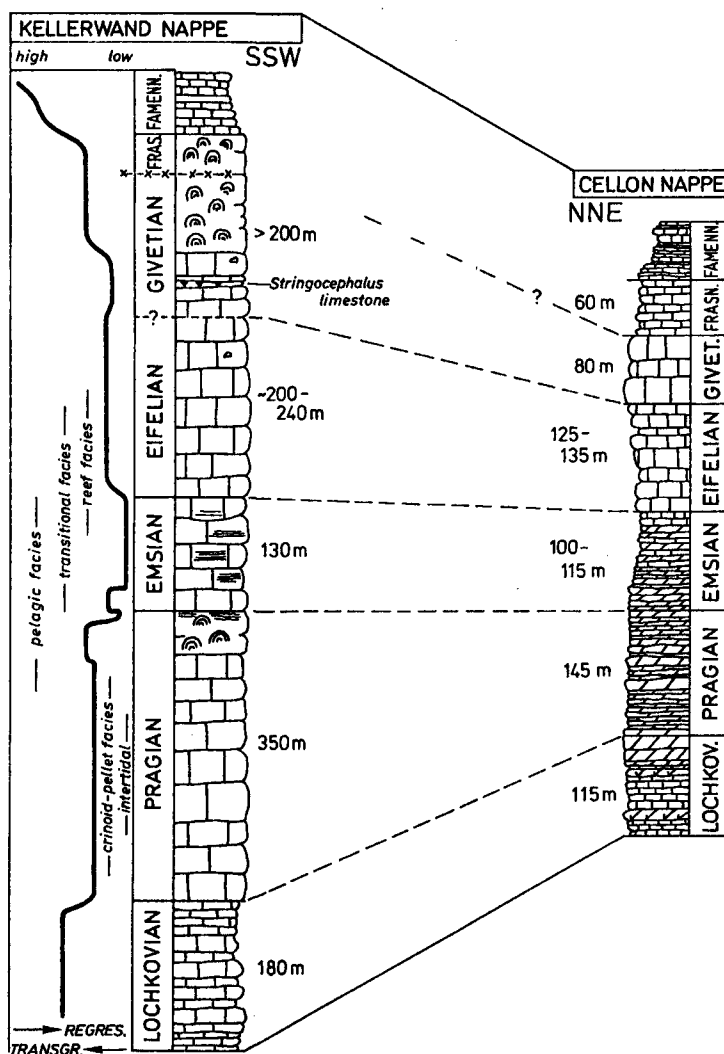 KELLERWAND NAPPE
high low
SSW
FAMENN.
FRAS.
x x x x x x x x
GIVETIAN
> 200 m
Stringocephalus
limestone
?
EIFELIAN
~200-
240 m
EMSIAN
130 m
PRAGIAN
350 m
LOCHKOVIAN
180 m
pelagic facies
transitional facies
reef facies
crinoid-pellet facies
intertidal
REGRES.
TRANSGR.
CELLON NAPPE
NNE
FAMENN.
?
60 m
FRASN.
80 m
GIVET.
125-
135 m
EIFELIAN
100-
115 m
EMSIAN
145 m
PRAGIAN
115 m
LOCHKOV.